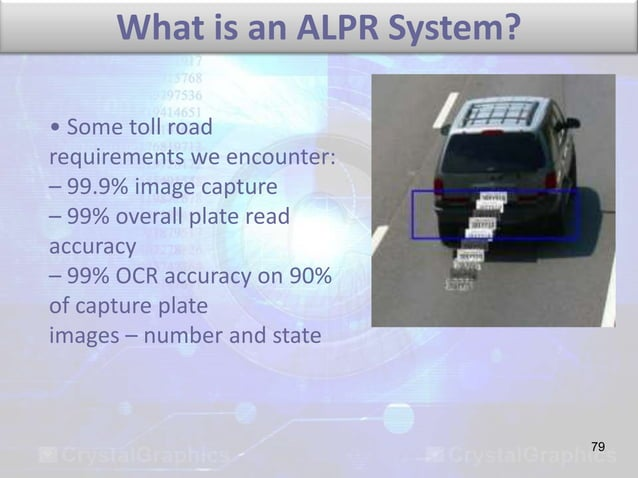 What is an ALPR System?
• Some toll road
requirements we encounter:
– 99.9% image capture
– 99% overall plate read
accuracy
– 99% OCR accuracy on 90%
of capture plate
images – number and state
79
CrystalGraphics
CrystalGraphics